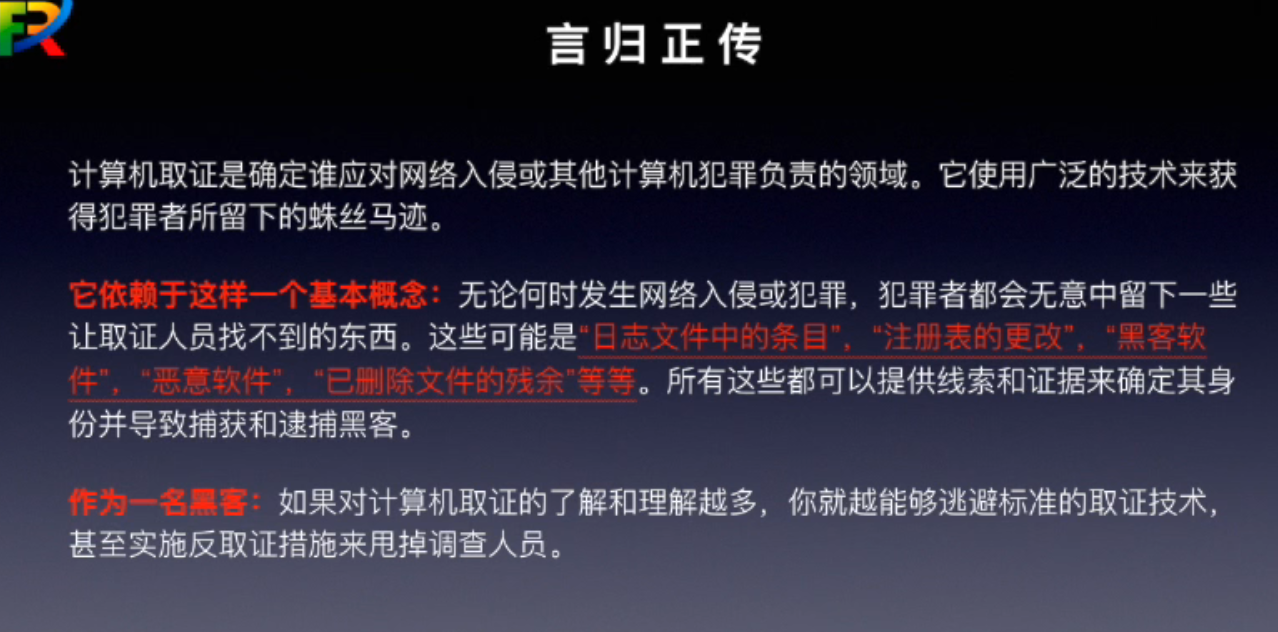 FR
言归正传
计算机取证是确定谁应对网络入侵或其他计算机犯罪负责的领域。它使用广泛的技术来获
得犯罪者所留下的蛛丝马迹。
它依赖于这样一个基本概念：无论何时发生网络入侵或犯罪，犯罪者都会无意中留下一些
让取证人员找不到的东西。这些可能是“日志文件中的条目”，“注册表的更改”，“黑客软
件”，“恶意软件”，“已删除文件的残余”等等。所有这些都可以提供线索和证据来确定其身
份并导致捕获和逮捕黑客。
作为一名黑客：如果对计算机取证的了解和理解越多，你就越能够逃避标准的取证技术，
甚至实施反取证措施来甩掉调查人员。